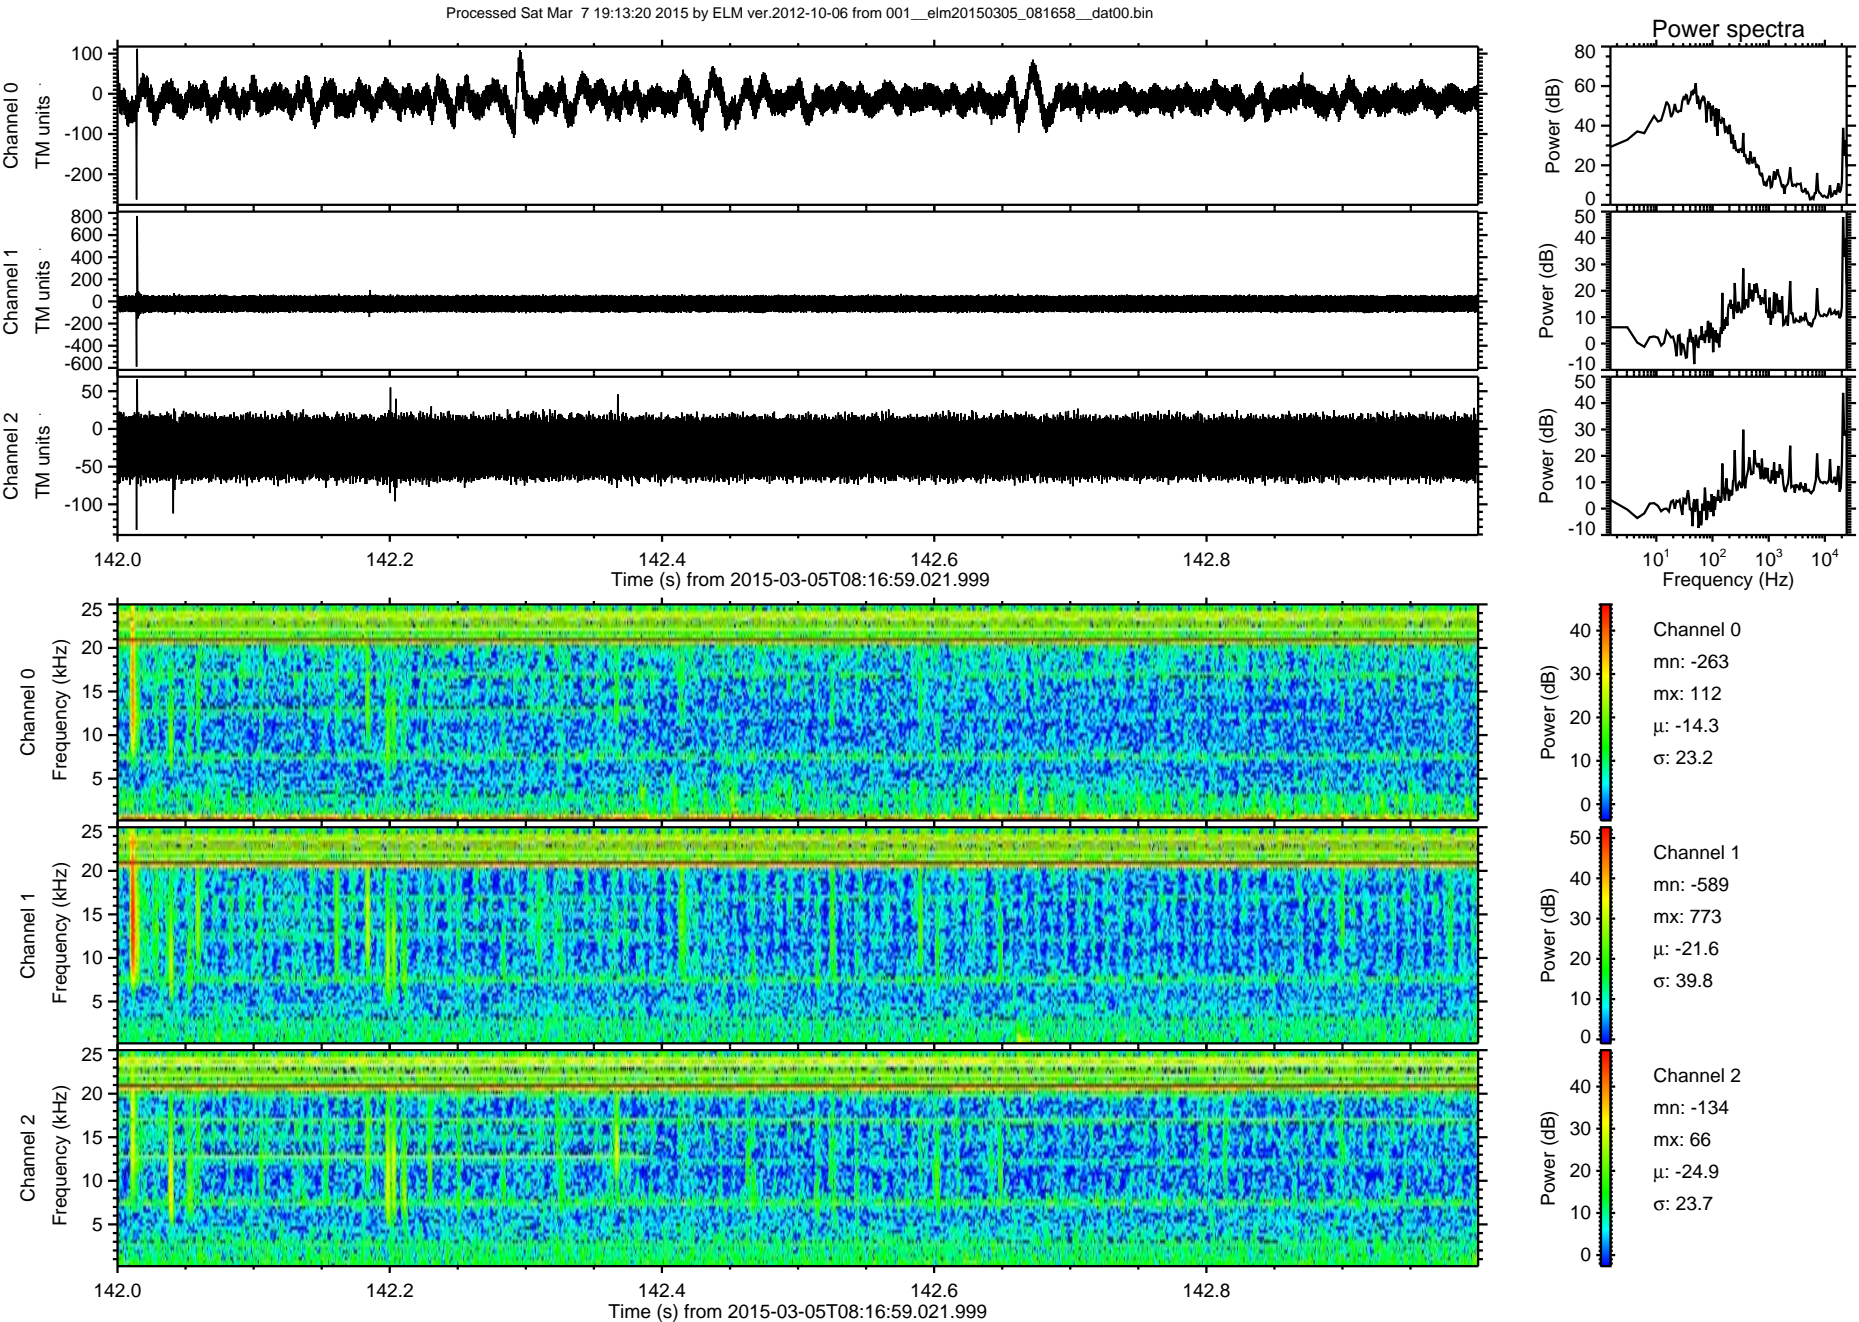 Processed Sat Mar  7 19:13:20 2015 by ELM ver.2012-10-06 from 001__elm20150305_081658__dat00.bin
Power spectra
Channel 0
TM units
100
0
-100
-200
Power (dB)
80
60
40
20
0
Channel 1
TM units
800
600
400
200
0
-200
-400
-600
Power (dB)
50
40
30
20
10
0
-10
Channel 2
TM units
50
0
-50
-100
Power (dB)
50
40
30
20
10
0
-10
142.0 142.2 142.4 142.6 142.8
Time (s) from 2015-03-05T08:16:59.021.999
10^1 10^2 10^3 10^4
Frequency (Hz)
Channel 0
Frequency (kHz)
25
20
15
10
5
Power (dB)
40
30
20
10
0
Channel 0
mn: -263
mx: 112
μ: -14.3
σ: 23.2
Channel 1
Frequency (kHz)
25
20
15
10
5
Power (dB)
50
40
30
20
10
0
Channel 1
mn: -589
mx: 773
μ: -21.6
σ: 39.8
Channel 2
Frequency (kHz)
25
20
15
10
5
Power (dB)
40
30
20
10
0
Channel 2
mn: -134
mx: 66
μ: -24.9
σ: 23.7
142.0 142.2 142.4 142.6 142.8
Time (s) from 2015-03-05T08:16:59.021.999